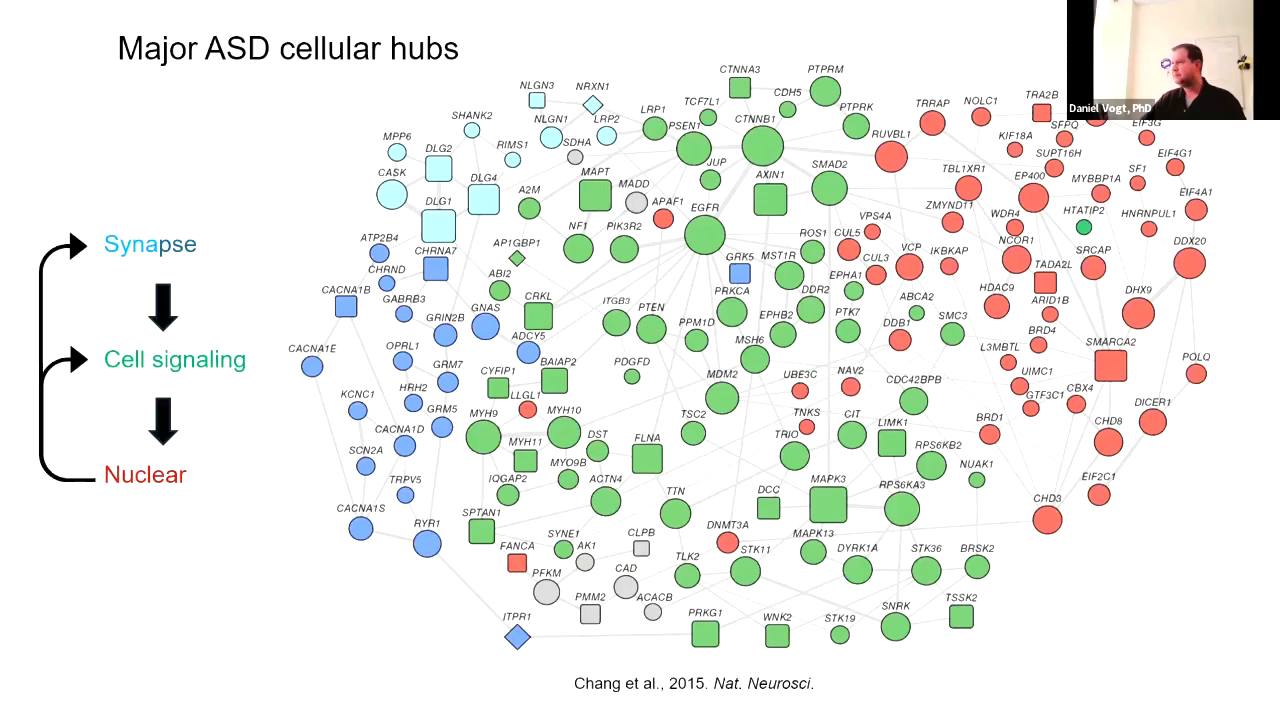 Major ASD cellular hubs
Daniel Vogt, PhD
Synapse
Cell signaling
Nuclear
CTNNA3
PTPRM
NLGN3
NRXN1
TCF7L1
CDH5
TRRAP
NOLC1
TRA2B
SHANK2
NLGN1
LRP2
LRP1
PSEN1
CTNNB1
PTPRK
RUVBL1
KIF18A
SFPQ
EIF3G
MPP6
DLG2
RIMS1
SDHA
JUP
SMAD2
SUPT16H
EIF4G1
CASK
DLG4
A2M
MAPT
MADD
AXIN1
TBL1XR1
EP400
MYBBP1A
SF1
EIF4A1
DLG1
APAF1
EGFR
ZMYND11
WDR4
HTATIP2
HNRNPUL1
ATP2B4
CHRNA7
AP1GBP1
NF1
PIK3R2
ROS1
CUL5
VPS4A
VCP
IKBKAP
NCOR1
SRCAP
DDX20
CHRND
ABI2
GRK5
MST1R
EPHA1
CUL3
TADA2L
CACNA1B
GABRB3
GNAS
CRKL
ITGB3
PTEN
PRKCA
DDR2
ABCA2
HDAC9
ARID1B
DHX9
GRIN2B
ADCY5
PPM1D
EPHB2
PTK7
DDB1
SMC3
BRD4
CACNA1E
OPRL1
GRM7
CYFIP1
BAIAP2
PDGFD
MSH6
L3MBTL
SMARCA2
POLQ
KCNC1
HRH2
LLGL1
MDM2
UBE3C
NAV2
CDC42BPB
UIMC1
GTF3C1
CBX4
DICER1
GRM5
MYH9
MYH10
TSC2
TNKS
CIT
LIMK1
BRD1
CHD8
CACNA1D
MYH11
DST
FLNA
TRIO
RPS6KB2
SCN2A
MYO9B
NUAK1
EIF2C1
TRPV5
IQGAP2
ACTN4
TTN
DCC
MAPK3
RPS6KA3
CHD3
CACNA1S
RYR1
SPTAN1
SYNE1
AK1
CLPB
DNMT3A
MAPK13
FANCA
PFKM
CAD
TLK2
STK11
DYRK1A
STK36
BRSK2
PMM2
ACACB
ITPR1
PRKG1
WNK2
STK19
SNRK
TSSK2
Chang et al., 2015. Nat. Neurosci.